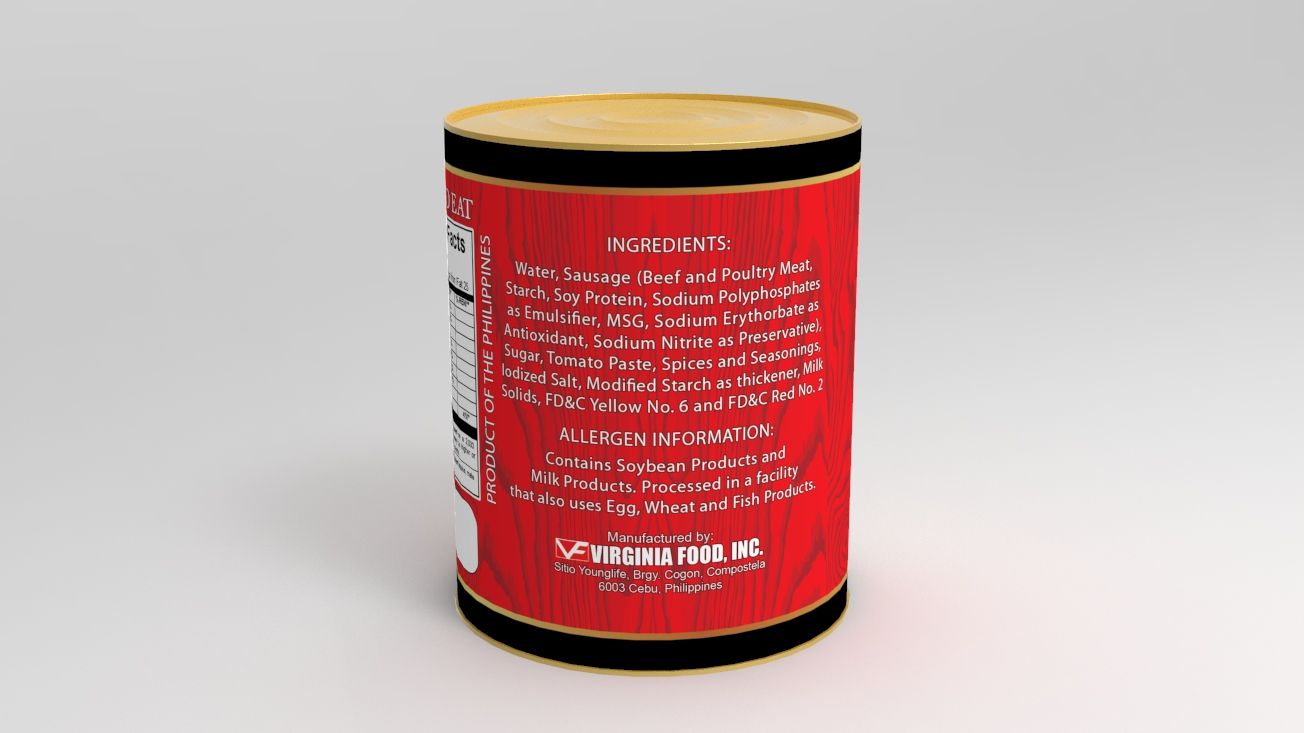 D EAT
Facts
PRODUCT OF THE PHILIPPINES
INGREDIENTS:
Water, Sausage (Beef and Poultry Meat,
Starch, Soy Protein, Sodium Polyphosphates
as Emulsifier, MSG, Sodium Erythorbate as
Antioxidant, Sodium Nitrite as Preservative),
Sugar, Tomato Paste, Spices and Seasonings,
Iodized Salt, Modified Starch as thickener, Milk
Solids, FD&C Yellow No. 6 and FD&C Red No. 2
ALLERGEN INFORMATION:
Contains Soybean Products and
Milk Products. Processed in a facility
that also uses Egg, Wheat and Fish Products.
Manufactured by:
VF VIRGINIA FOOD, INC.
Sitio Younglife, Brgy. Cogon, Compostela
6003 Cebu, Philippines